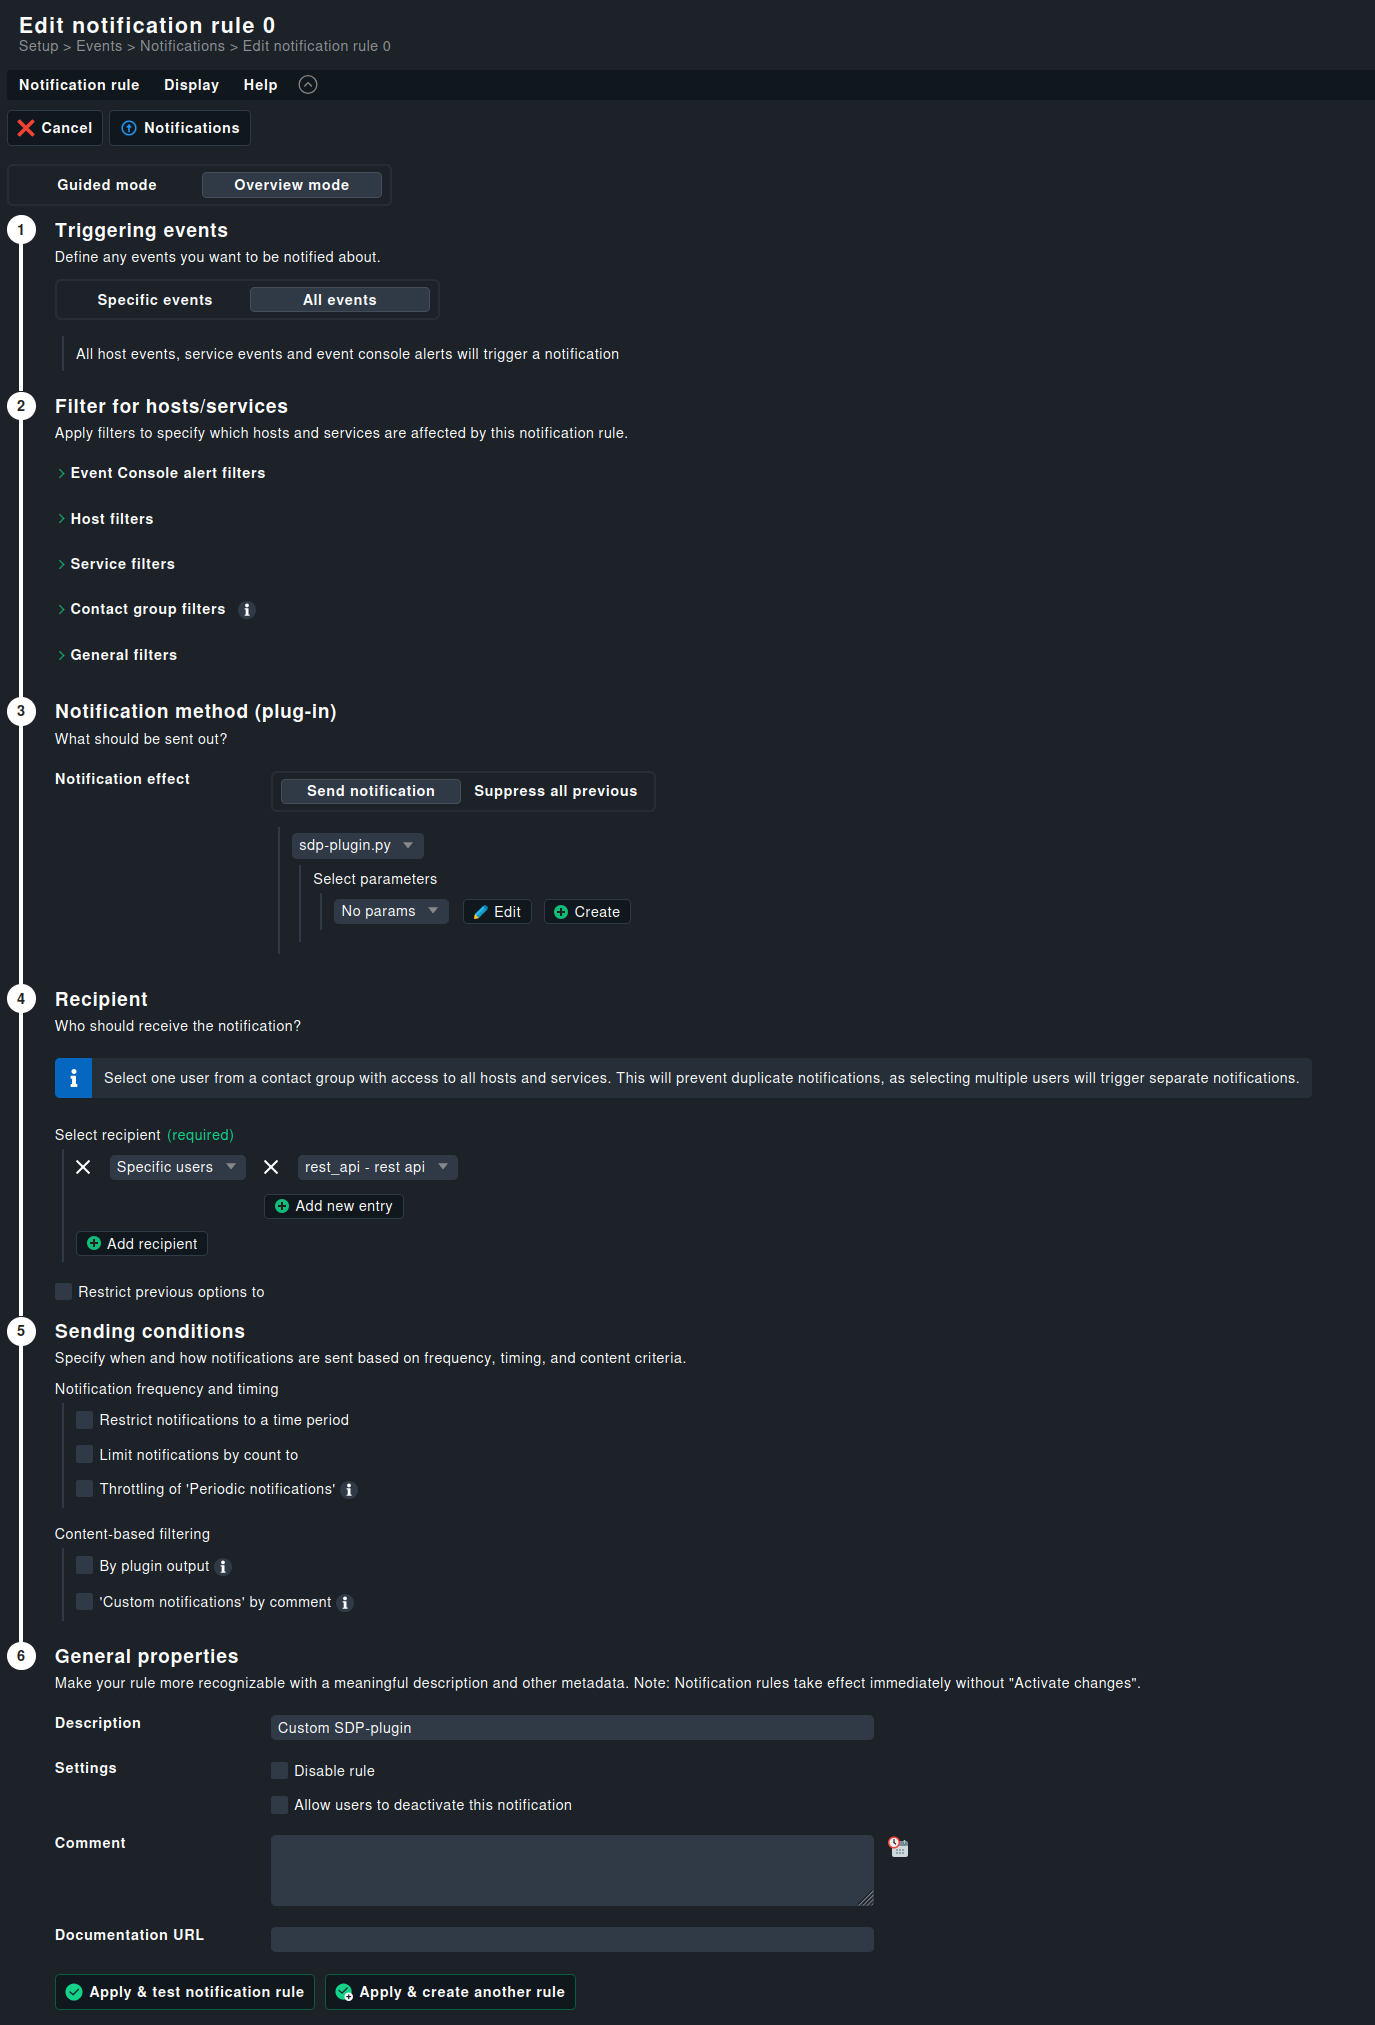 Edit notification rule 0
Setup > Events > Notifications > Edit notification rule 0
Notification rule Display Help
Cancel Notifications
Guided mode Overview mode
1 Triggering events
Define any events you want to be notified about.
Specific events All events
All host events, service events and event console alerts will trigger a notification
2 Filter for hosts/services
Apply filters to specify which hosts and services are affected by this notification rule.
Event Console alert filters
Host filters
Service filters
Contact group filters
General filters
3 Notification method (plug-in)
What should be sent out?
Notification effect Send notification Suppress all previous
sdp-plugin.py
Select parameters
No params Edit Create
4 Recipient
Who should receive the notification?
Select one user from a contact group with access to all hosts and services. This will prevent duplicate notifications, as selecting multiple users will trigger separate notifications.
Select recipient (required)
Specific users rest_api - rest api
Add new entry
Add recipient
Restrict previous options to
5 Sending conditions
Specify when and how notifications are sent based on frequency, timing, and content criteria.
Notification frequency and timing
Restrict notifications to a time period
Limit notifications by count to
Throttling of 'Periodic notifications'
Content-based filtering
By plugin output
'Custom notifications' by comment
6 General properties
Make your rule more recognizable with a meaningful description and other metadata. Note: Notification rules take effect immediately without "Activate changes".
Description Custom SDP-plugin
Settings Disable rule
Allow users to deactivate this notification
Comment
Documentation URL
Apply & test notification rule Apply & create another rule